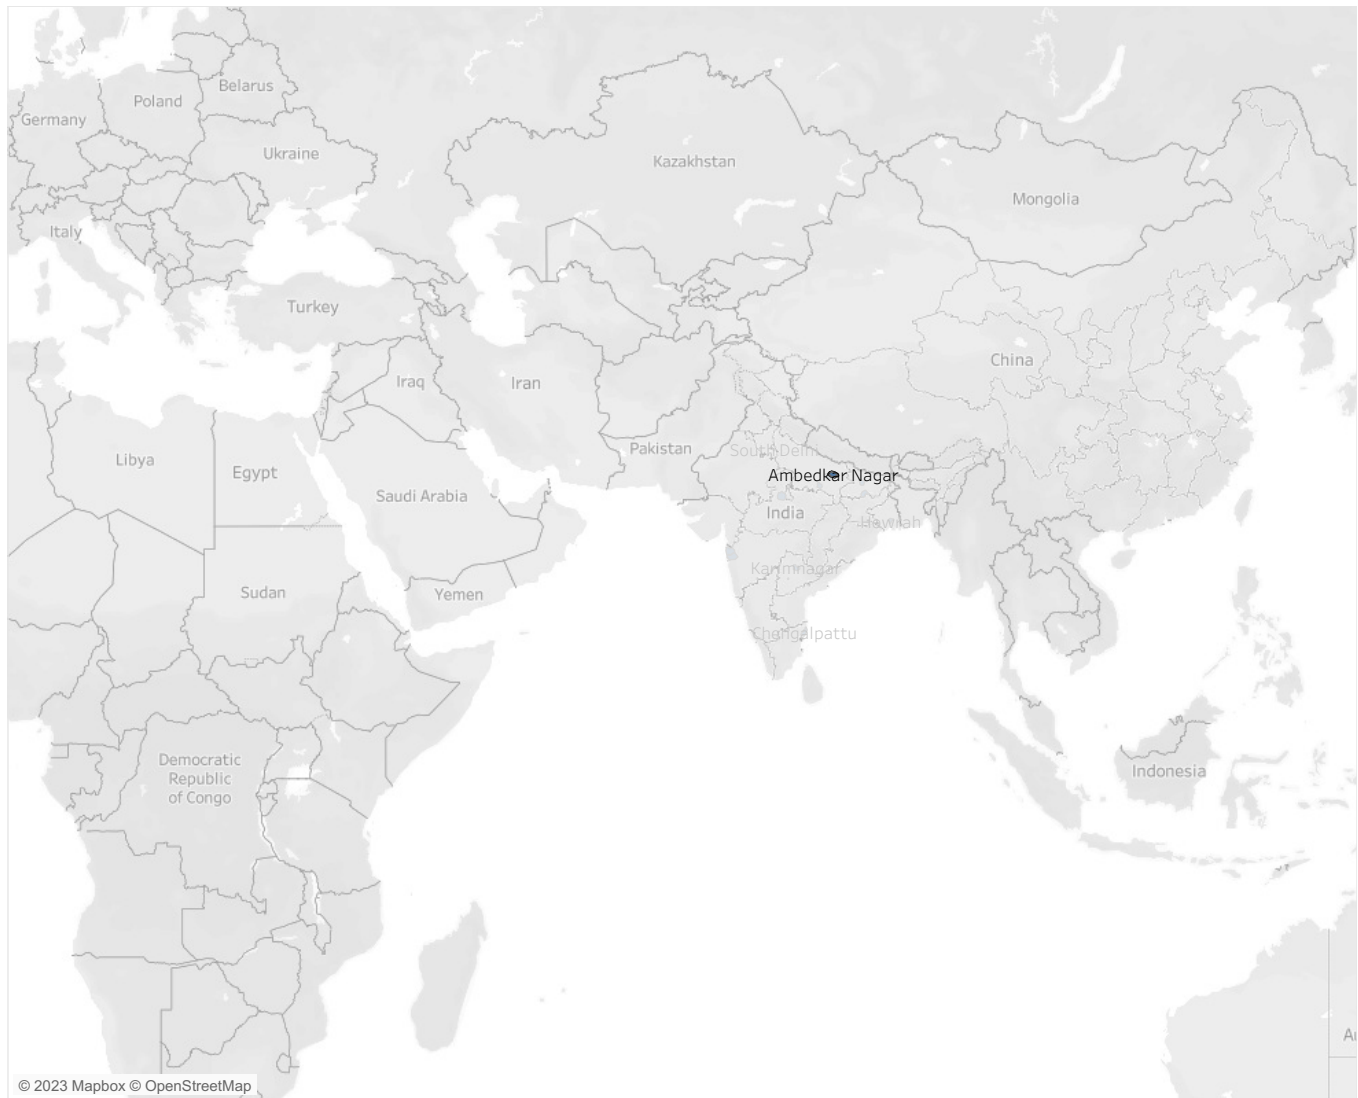 Belarus
Poland
Germany
Ukraine
Kazakhstan
Mongolia
Italy
Turkey
China
Iraq
Iran
Pakistan
South Delhi
Libya
Egypt
Ambedkar Nagar
Saudi Arabia
India
Howrah
Karimnagar
Sudan
Yemen
Chengalpattu
Democratic
Republic
of Congo
Indonesia
© 2023 Mapbox © OpenStreetMap